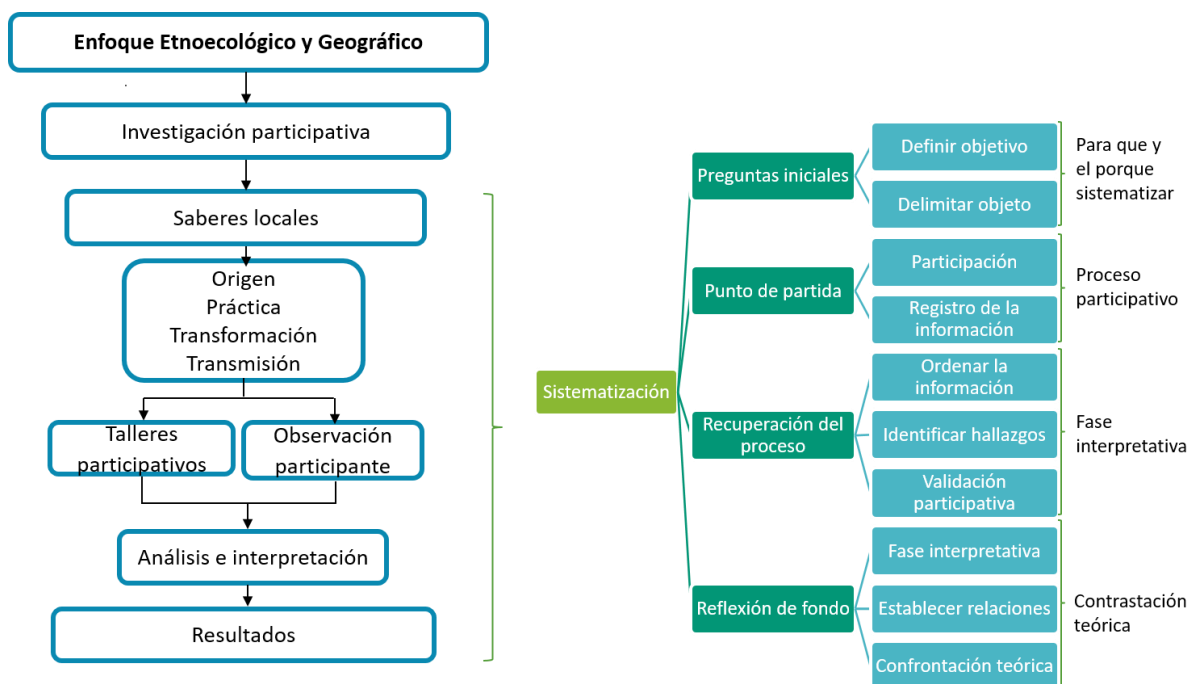 Enfoque Etnoecológico y Geográfico
Investigación participativa
Saberes locales
Origen
Práctica
Transformación
Transmisión
Talleres
participativos
Observación
participante
Análisis e interpretación
Resultados
Sistematización
Preguntas iniciales
Definir objetivo
Delimitar objeto
Para que y
el porque
sistematizar
Punto de partida
Participación
Registro de la
información
Proceso
participativo
Recuperación del
proceso
Ordenar la
información
Identificar hallazgos
Validación
participativa
Fase
interpretativa
Reflexión de fondo
Fase interpretativa
Establecer relaciones
Confrontación teórica
Contrastación
teórica